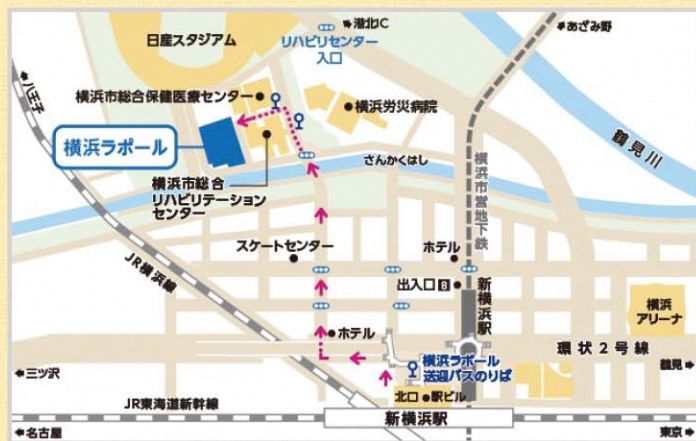 港北IC
あざみ野
日産スタジアム
リハビリセンター
入口
八王子
横浜市総合保健医療センター
横浜労災病院
横浜ラポール
鶴見川
さんかくはし
横浜市営地下鉄
横浜市総合
リハビリテーション
センター
スケートセンター
ホテル
JR横浜線
出入口8
新横浜駅
横浜
アリーナ
ホテル
環状2号線
横浜ラポール
送迎バスのりば
三ツ沢
鶴見
北口
駅ビル
JR東海道新幹線
新横浜駅
名古屋
東京